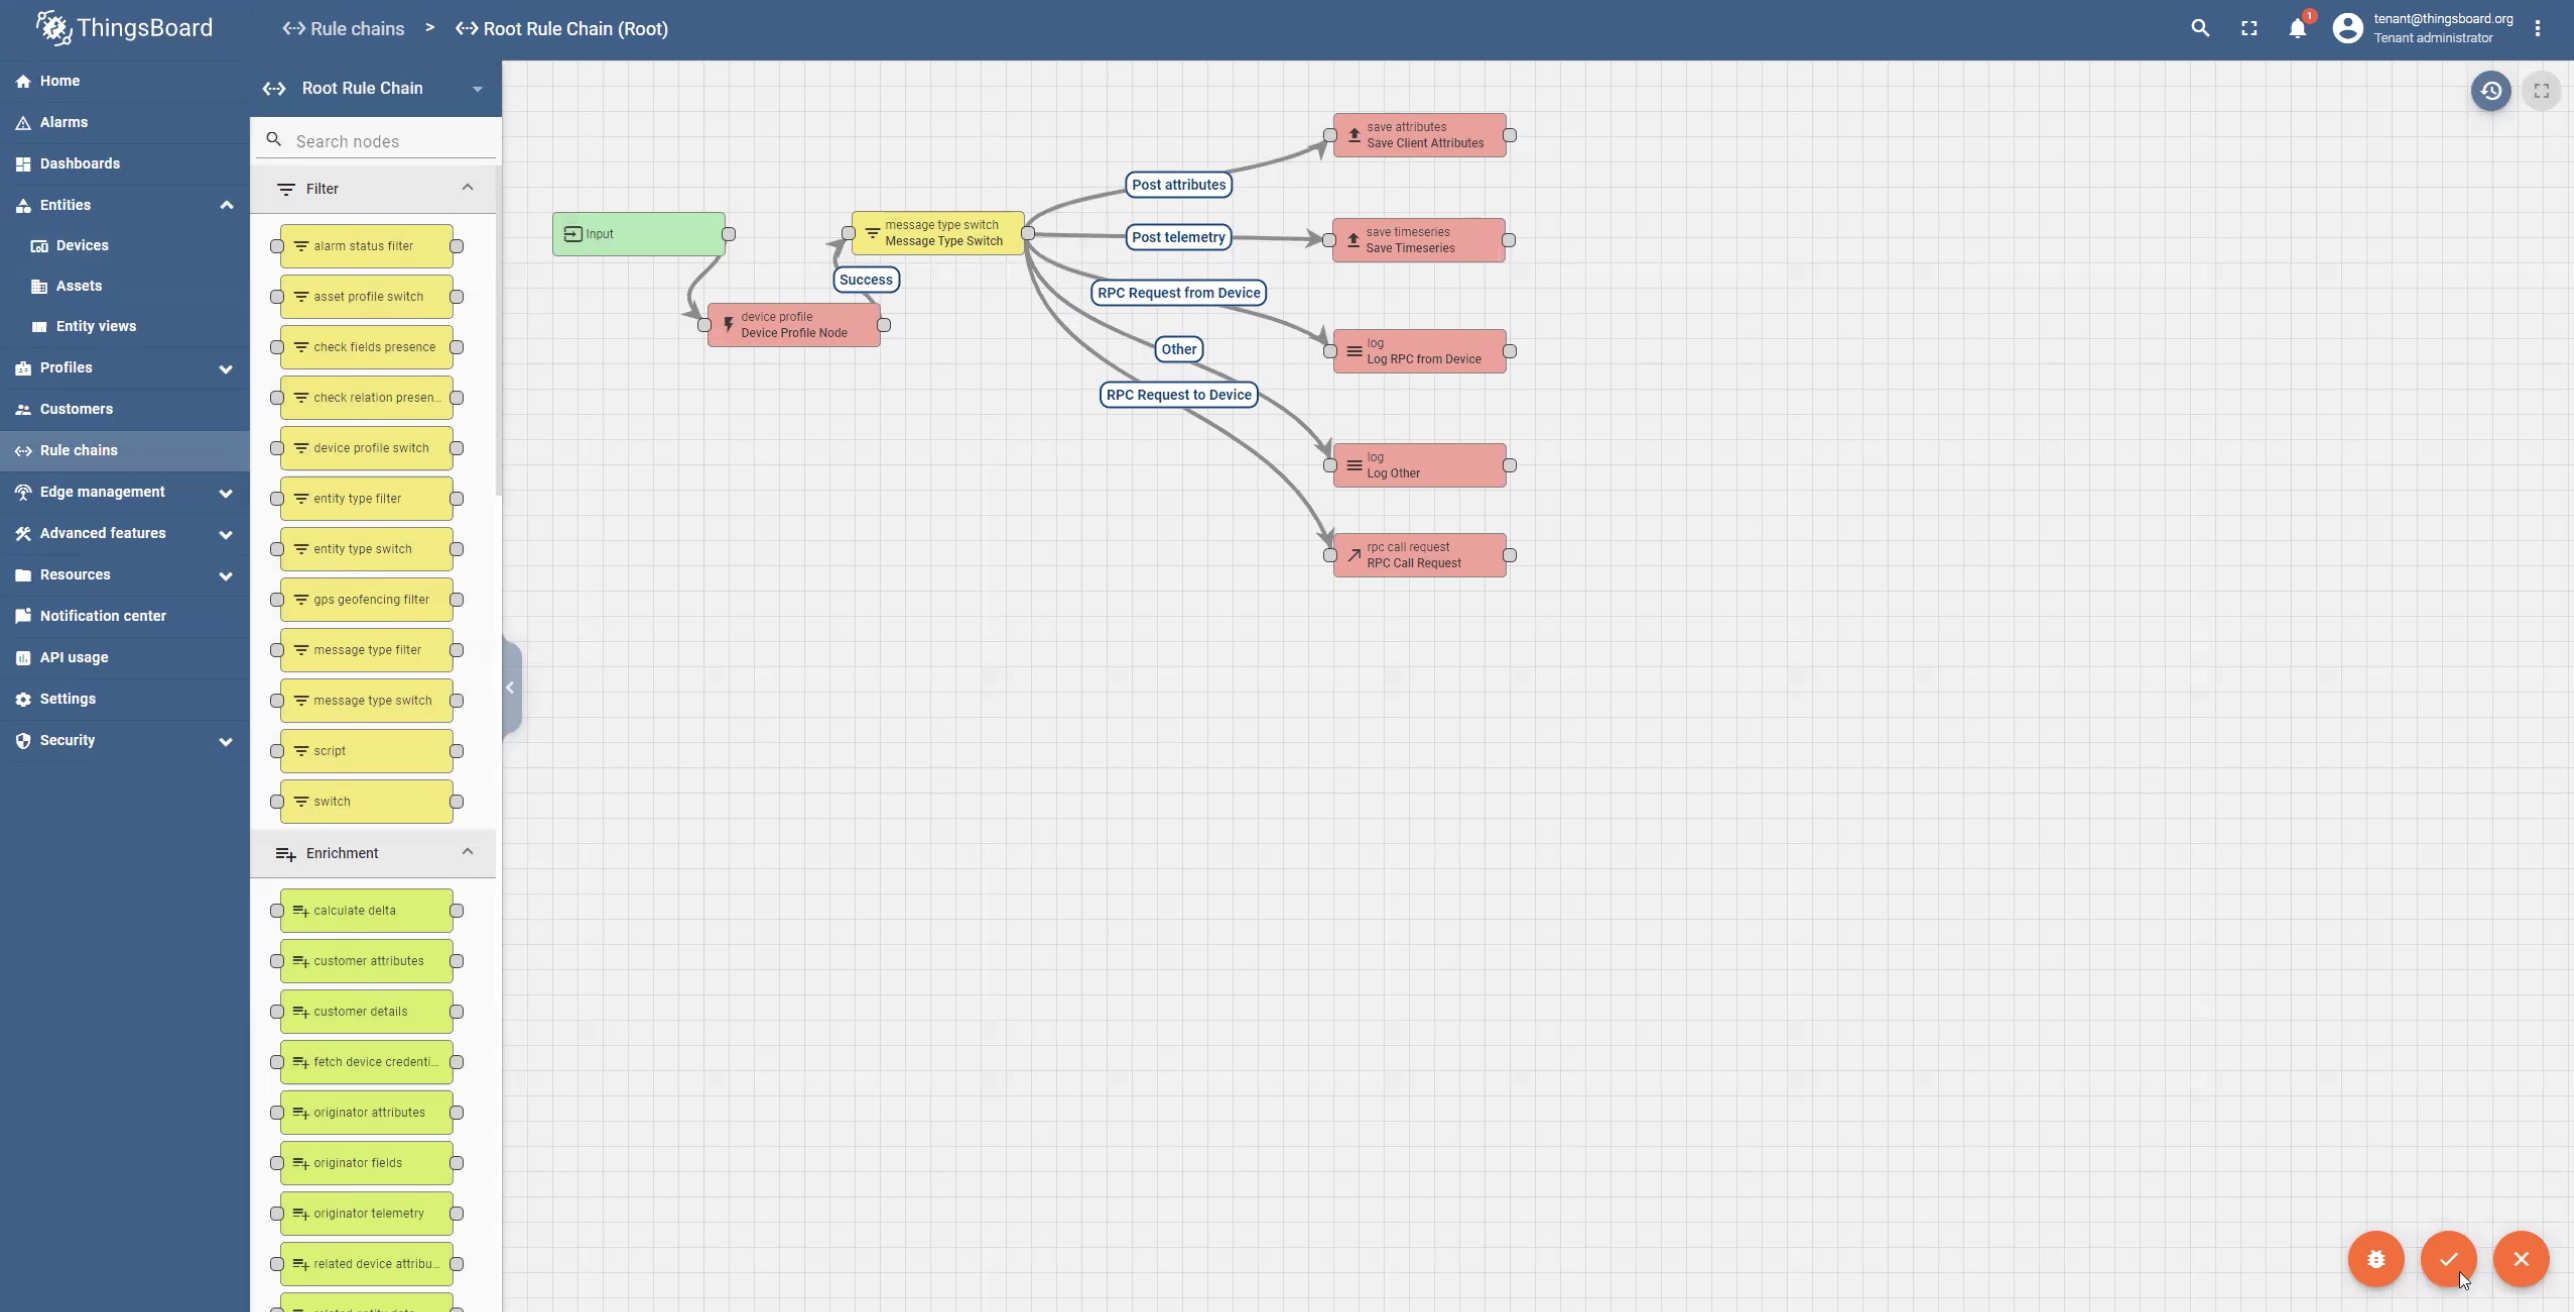 ThingsBoard
Rule chains > Root Rule Chain (Root)
1
tenant@thingsboard.org
Tenant administrator
Home
Alarms
Dashboards
Entities
Devices
Assets
Entity views
Profiles
Customers
Rule chains
Edge management
Advanced features
Resources
Notification center
API usage
Settings
Security
Root Rule Chain
Search nodes
Filter
alarm status filter
asset profile switch
check fields presence
check relation presen...
device profile switch
entity type filter
entity type switch
gps geofencing filter
message type filter
message type switch
script
switch
Enrichment
calculate delta
customer attributes
customer details
fetch device credenti...
originator attributes
originator fields
originator telemetry
related device attribu...
Input
device profile
Device Profile Node
Success
message type switch
Message Type Switch
Post attributes
Post telemetry
RPC Request from Device
Other
RPC Request to Device
save attributes
Save Client Attributes
save timeseries
Save Timeseries
log
Log RPC from Device
log
Log Other
rpc call request
RPC Call Request